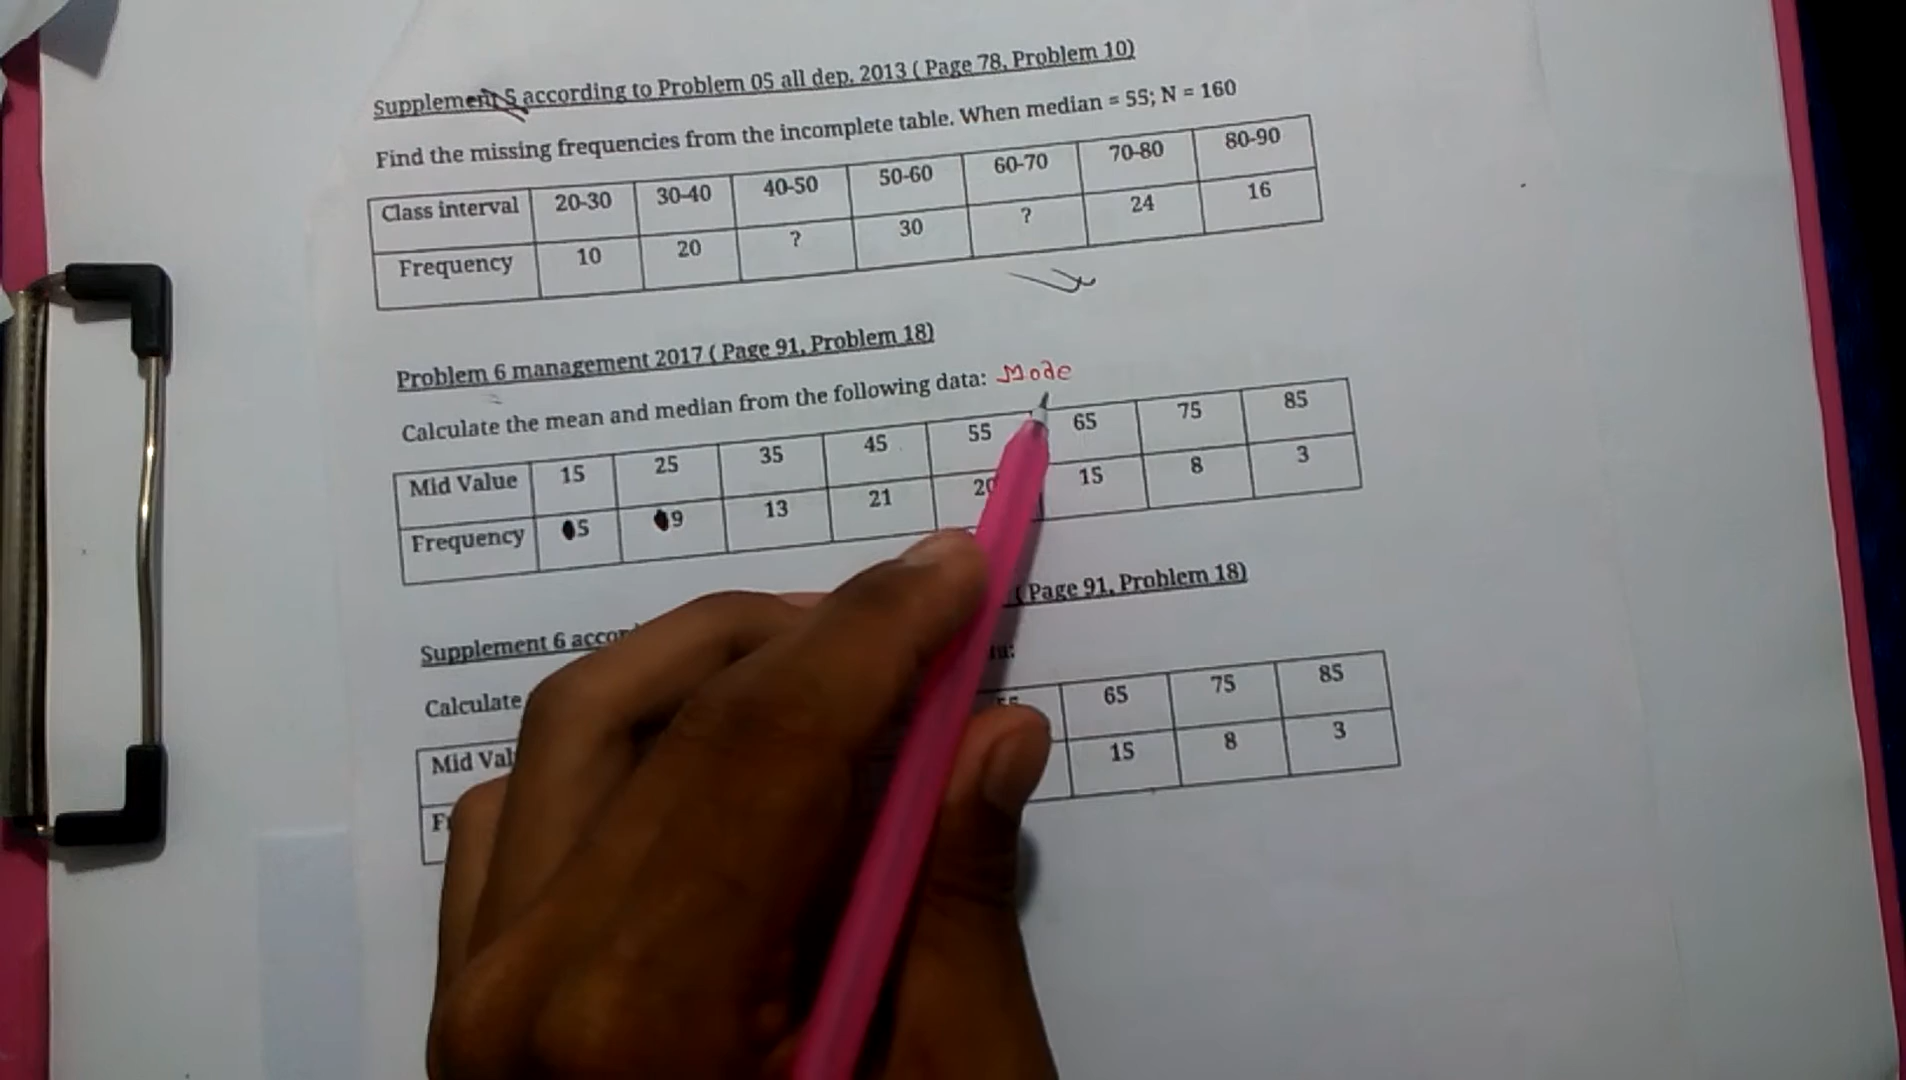 Supplement 5 according to Problem 05 all dep. 2013 ( Page 78, Problem 10)
Find the missing frequencies from the incomplete table. When median = 55; N = 160
Class interval 20-30 30-40 40-50 50-60 60-70 70-80 80-90
Frequency 10 20 ? 30 ? 24 16
Problem 6 management 2017 ( Page 91, Problem 18)
Calculate the mean and median from the following data: Mode
Mid Value 15 25 35 45 55 65 75 85
Frequency 5 9 13 21 20 15 8 3
Supplement 6 ( Page 91, Problem 18)
Calculate
Mid 65 75 85
15 8 3